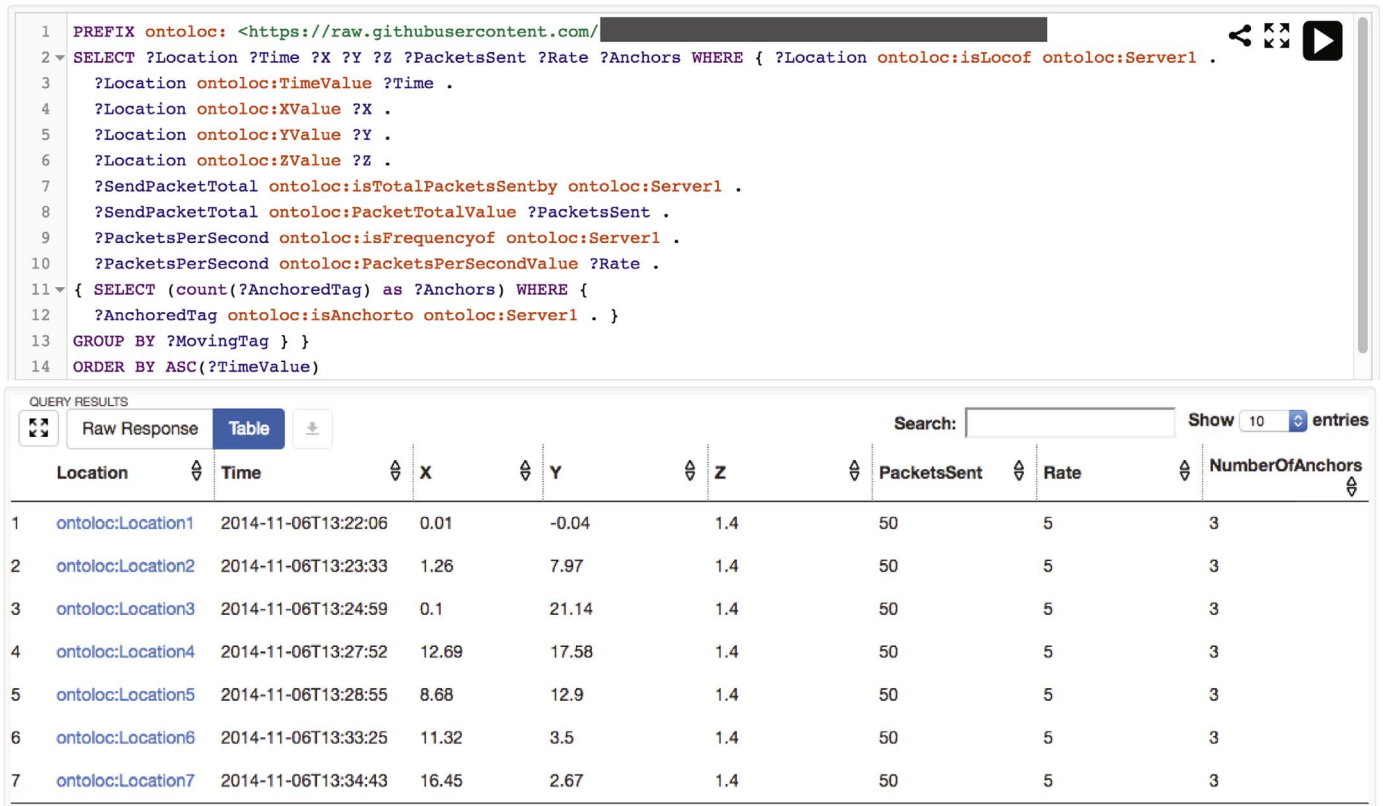 1 PREFIX ontoloc: <https://raw.githubusercontent.com/
2 SELECT ?Location ?Time ?X ?Y ?Z ?PacketsSent ?Rate ?Anchors WHERE { ?Location ontoloc:isLocof ontoloc:Server1 .
3 ?Location ontoloc:TimeValue ?Time .
4 ?Location ontoloc:XValue ?X .
5 ?Location ontoloc:YValue ?Y .
6 ?Location ontoloc:ZValue ?Z .
7 ?SendPacketTotal ontoloc:isTotalPacketsSentby ontoloc:Server1 .
8 ?SendPacketTotal ontoloc:PacketTotalValue ?PacketsSent .
9 ?PacketsPerSecond ontoloc:isFrequencyof ontoloc:Server1 .
10 ?PacketsPerSecond ontoloc:PacketsPerSecondValue ?Rate .
11 { SELECT (count(?AnchoredTag) as ?Anchors) WHERE {
12 ?AnchoredTag ontoloc:isAnchorto ontoloc:Server1 . }
13 GROUP BY ?MovingTag } }
14 ORDER BY ASC(?TimeValue)
QUERY RESULTS
Raw Response Table Search: Show 10 entries
Location Time X Y Z PacketsSent Rate NumberOfAnchors
1 ontoloc:Location1 2014-11-06T13:22:06 0.01 -0.04 1.4 50 5 3
2 ontoloc:Location2 2014-11-06T13:23:33 1.26 7.97 1.4 50 5 3
3 ontoloc:Location3 2014-11-06T13:24:59 0.1 21.14 1.4 50 5 3
4 ontoloc:Location4 2014-11-06T13:27:52 12.69 17.58 1.4 50 5 3
5 ontoloc:Location5 2014-11-06T13:28:55 8.68 12.9 1.4 50 5 3
6 ontoloc:Location6 2014-11-06T13:33:25 11.32 3.5 1.4 50 5 3
7 ontoloc:Location7 2014-11-06T13:34:43 16.45 2.67 1.4 50 5 3